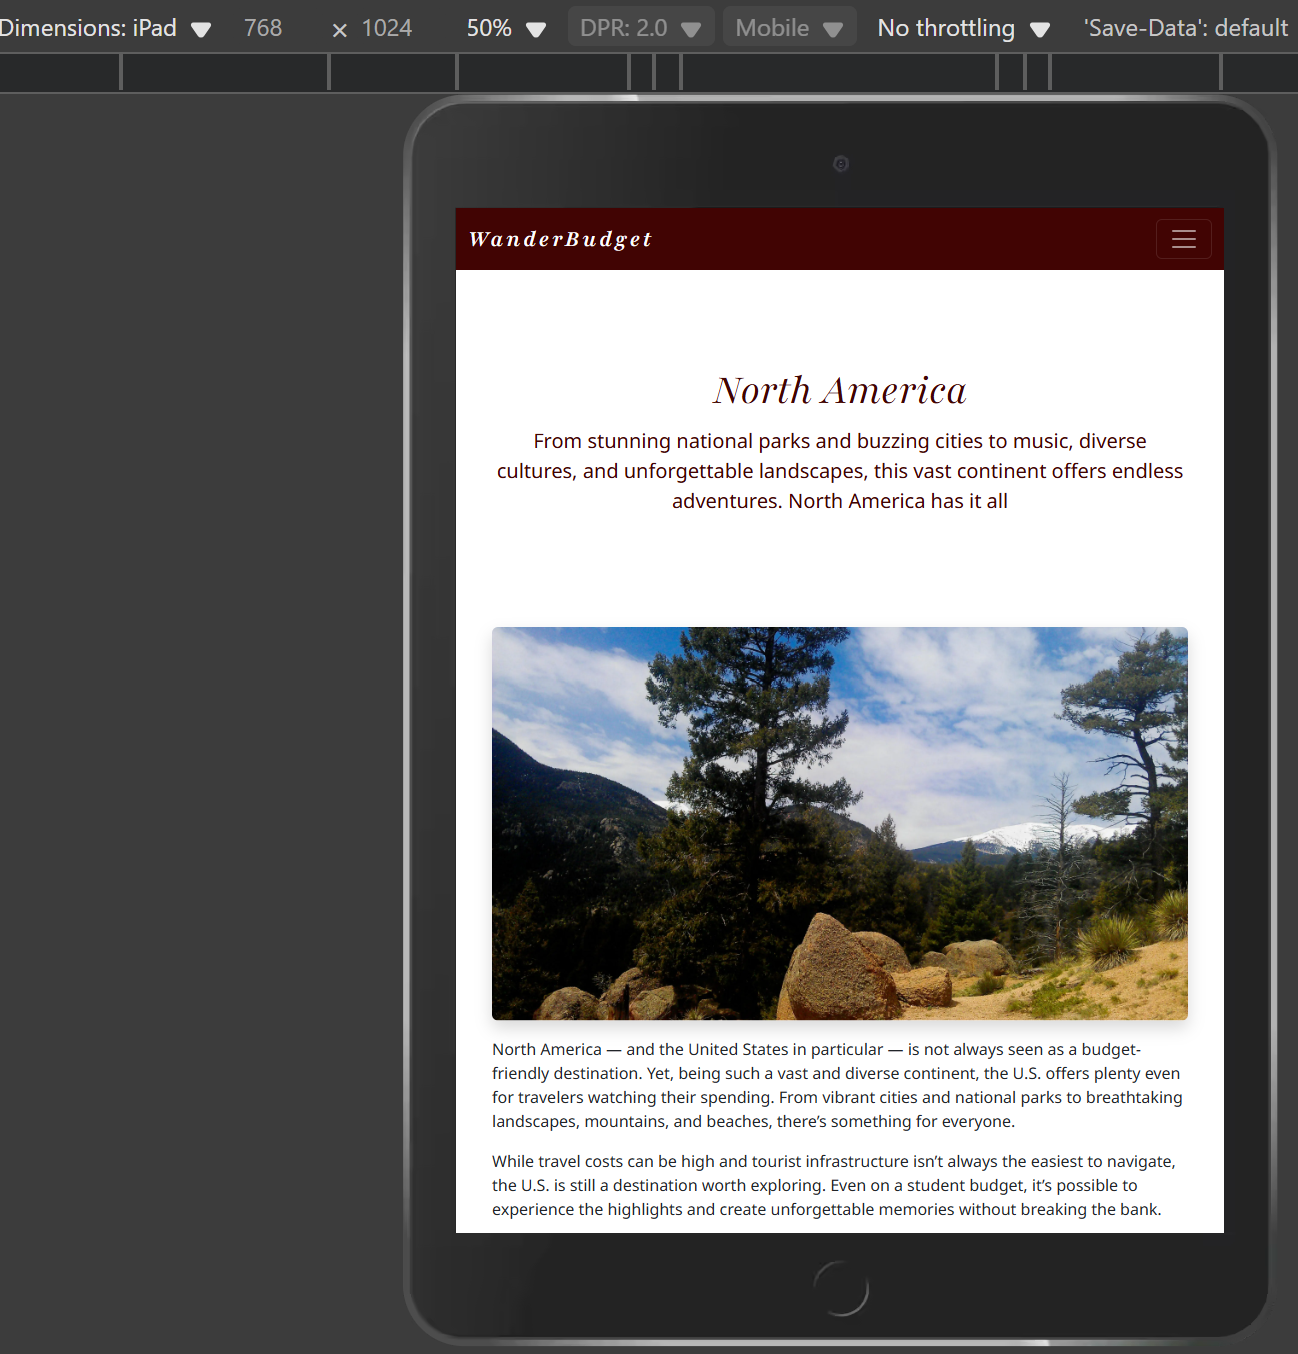 Dimensions: iPad 768 × 1024 50% DPR: 2.0 Mobile No throttling 'Save-Data': default
WanderBudget
North America
From stunning national parks and buzzing cities to music, diverse
cultures, and unforgettable landscapes, this vast continent offers endless
adventures. North America has it all
North America — and the United States in particular — is not always seen as a budget-
friendly destination. Yet, being such a vast and diverse continent, the U.S. offers plenty even
for travelers watching their spending. From vibrant cities and national parks to breathtaking
landscapes, mountains, and beaches, there’s something for everyone.
While travel costs can be high and tourist infrastructure isn’t always the easiest to navigate,
the U.S. is still a destination worth exploring. Even on a student budget, it’s possible to
experience the highlights and create unforgettable memories without breaking the bank.